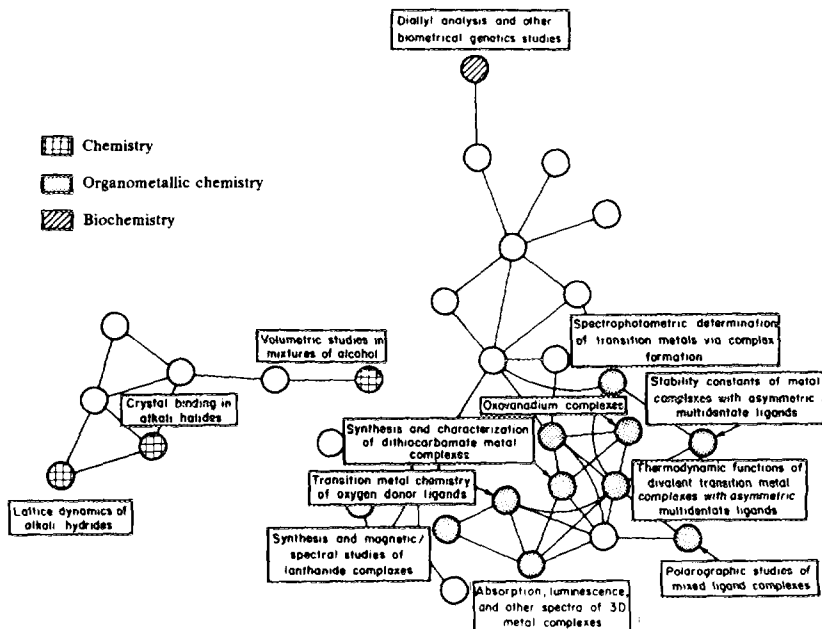 Diallyl analysis and other
biometrical genetics studies
Chemistry
Organometallic chemistry
Biochemistry
Volumetric studies in
mixtures of alcohol
Spectrophotometric determination
of transition metals via complex
formation
Crystal binding in
alkali halides
Stability constants of metal
complexes with asymmetric
multidentate ligands
Oxovanadium complexes
Synthesis and characterization
of dithiocarbamate metal
complexes
Thermodynamic functions of
divalent transition metal
complexes with asymmetric
multidentate ligands
Transition metal chemistry
of oxygen donor ligands
Lattice dynamics of
alkali hydrides
Synthesis and magnetic/
spectral studies of
lanthanide complexes
Polarographic studies of
mixed ligand complexes
Absorption, luminescence,
and other spectra of 3D
metal complexes